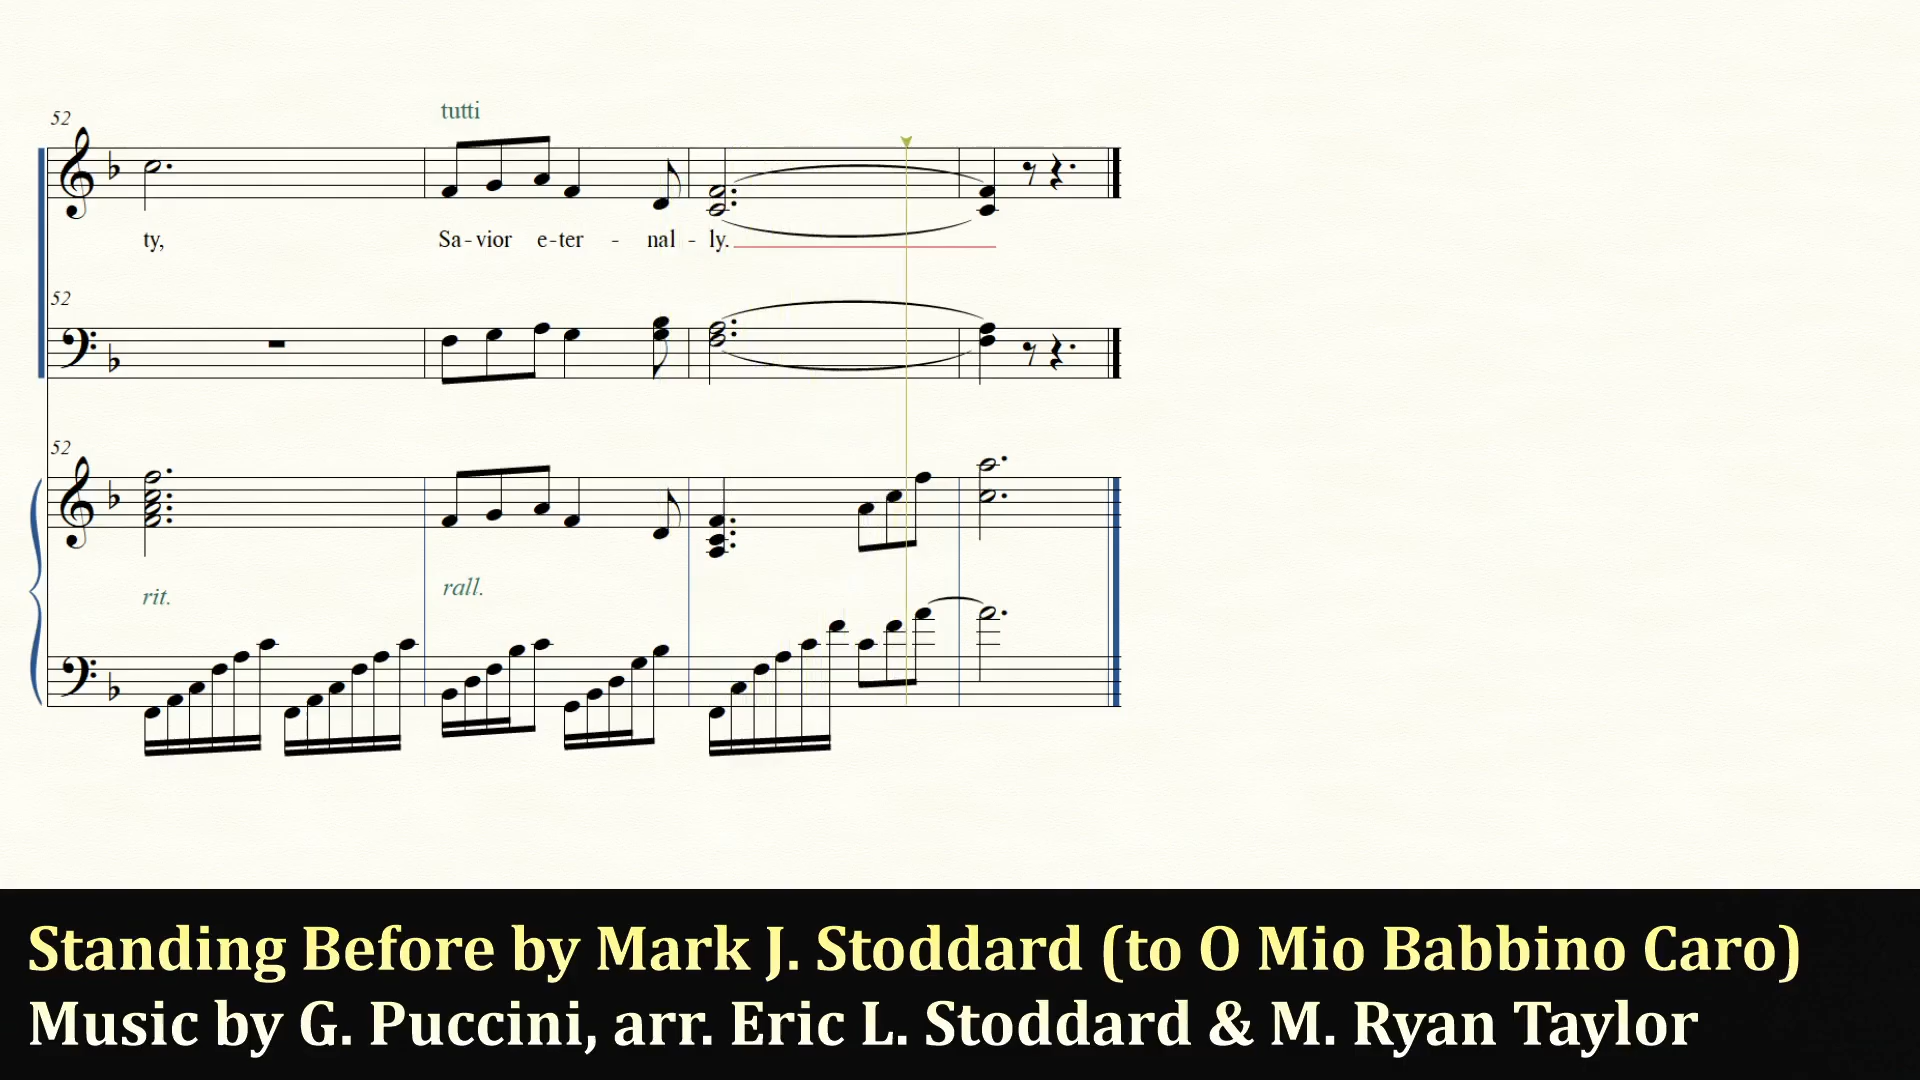 52
tutti
ty, Sa-vior e-ter - nal - ly.
52
52
rit. rall.
Standing Before by Mark J. Stoddard (to O Mio Babbino Caro)
Music by G. Puccini, arr. Eric L. Stoddard & M. Ryan Taylor